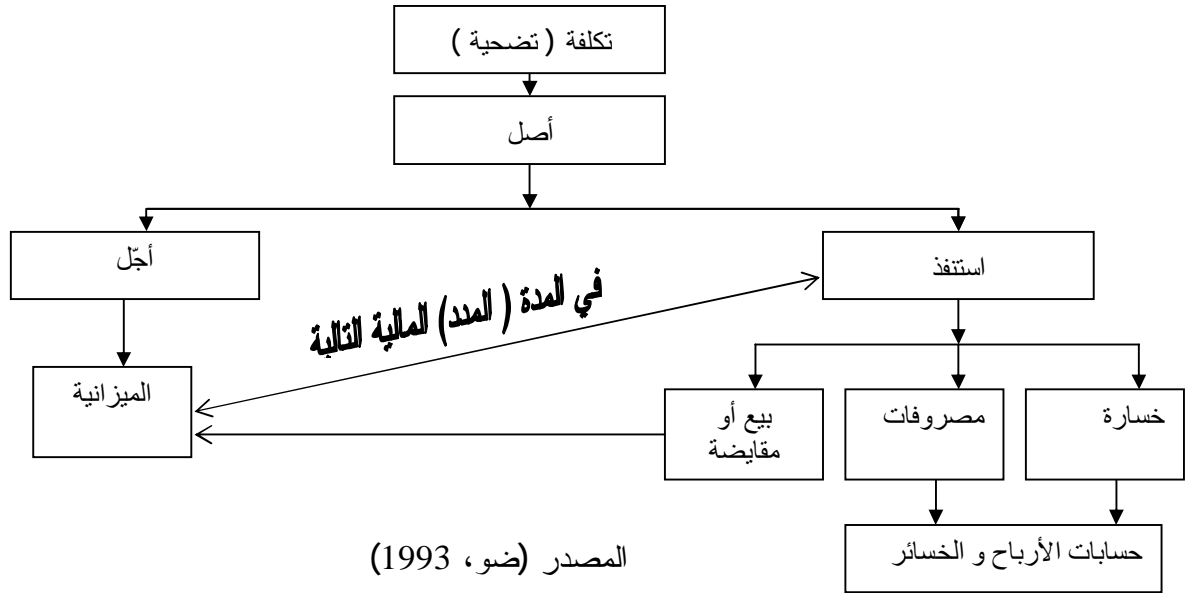 تكلفة ( تضحية )
أصل
استنفذ
أجّل
في المدة ( المدد) المالية التالية
خسارة
مصروفات
بيع أو
مقايضة
الميزانية
حسابات الأرباح و الخسائر
المصدر (ضو، 1993)